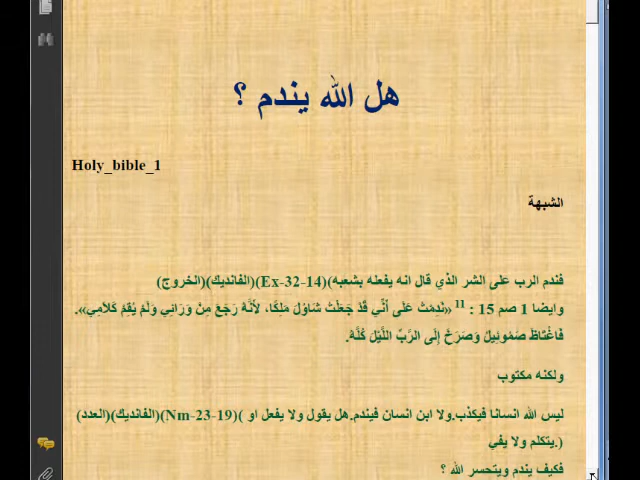 هل الله يندم ؟
Holy_bible_1
الشبهة
فندم الرب على الشر الذي قال انه يفعله بشعبه)(Ex-32-14)(الفانديك)(الخروج)
وايضا 1 صم 15 : 11 «نَدِمْتُ عَلَى أَنِّي قَدْ جَعَلْتُ شَاوُلَ مَلِكًا، لأَنَّهُ رَجَعَ مِنْ وَرَائِي وَلَمْ يُقِمْ كَلاَمِي».
فَاغْتَاظَ صَمُوئِيلُ وَصَرَخَ إِلَى الرَّبِّ اللَّيْلَ كُلَّهُ.
ولكنه مكتوب
ليس الله انسانا فيكذب.ولا ابن انسان فيندم.هل يقول ولا يفعل او )(Nm-23-19)(الفانديك)(العدد)
(.يتكلم ولا يفي
فكيف يندم ويتحسر الله ؟